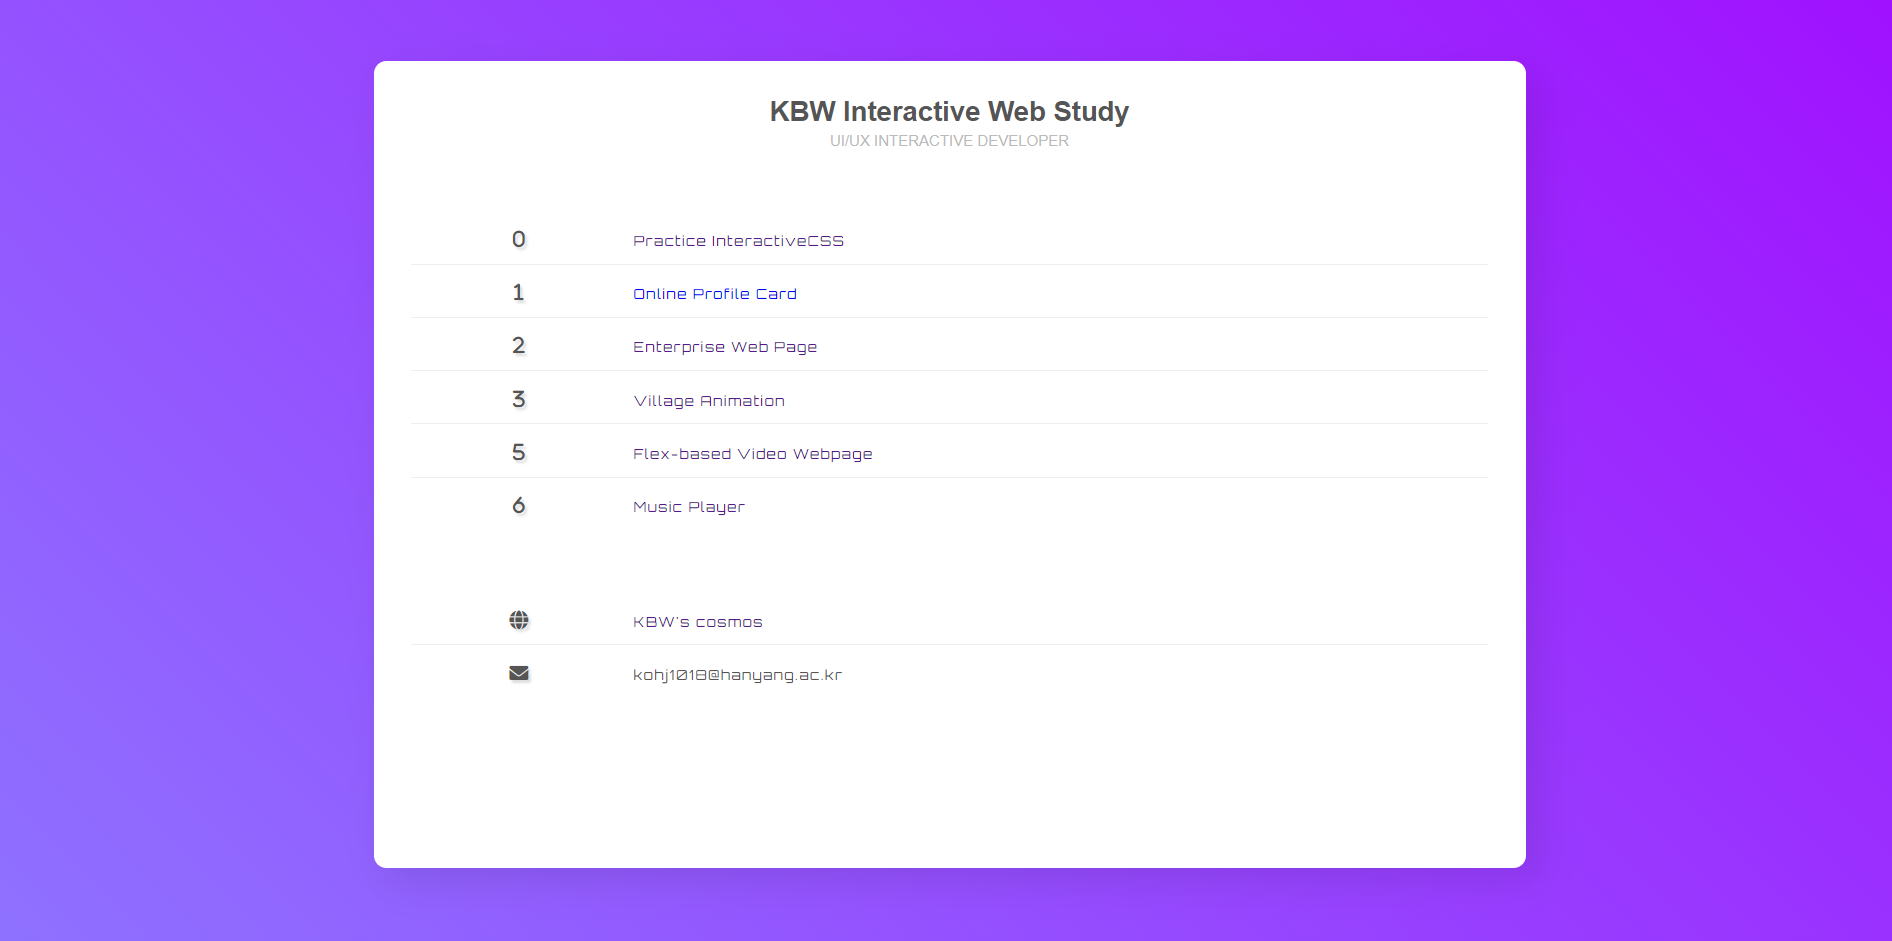 KBW Interactive Web Study
UI/UX INTERACTIVE DEVELOPER
0 Practice InteractiveCSS
1 Online Profile Card
2 Enterprise Web Page
3 Village Animation
5 Flex-based Video Webpage
6 Music Player
KBW's cosmos
kohj1018@hanyang.ac.kr